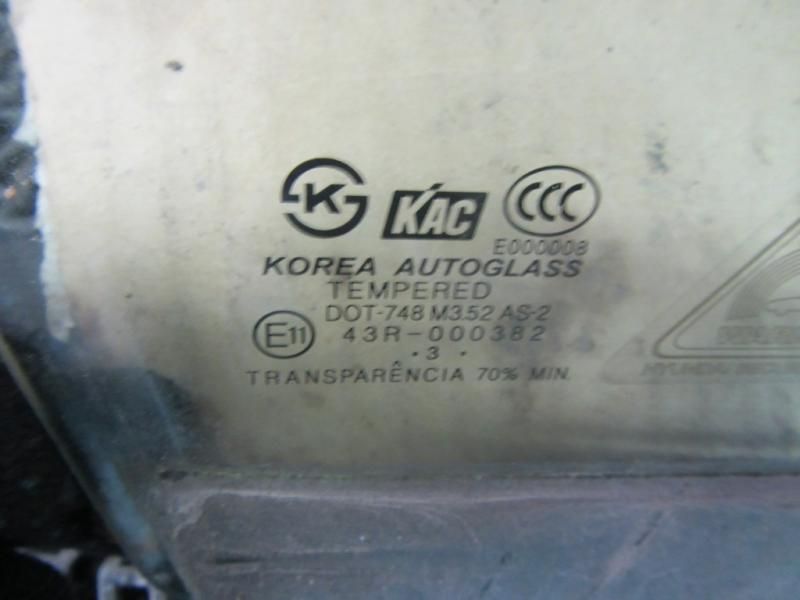 K KAC CCC
E000008
KOREA AUTOGLASS
TEMPERED
DOT-748 M3.52 AS-2
E11 43R-000382
·3·
TRANSPARÊNCIA 70% MIN.